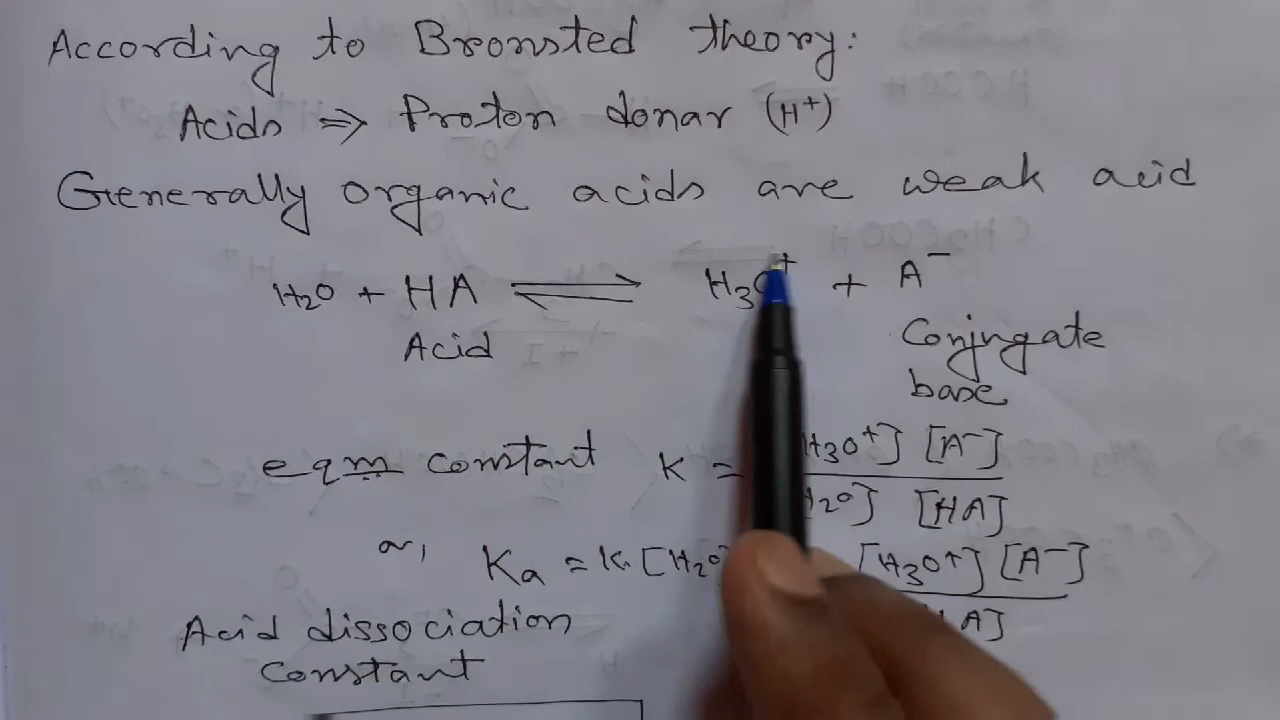 According to Bronsted theory:
Acids ⇒ Proton donar (H+)
Generally organic acids are weak acid
H2O + HA ⇌ H3O+ + A−
Acid
Conjugate
base
eqm constant K = [H3O+] [A−]
H2O] [HA]
or, Ka = K. [H2O [H3O+] [A−]
A]
Acid dissociation
constant